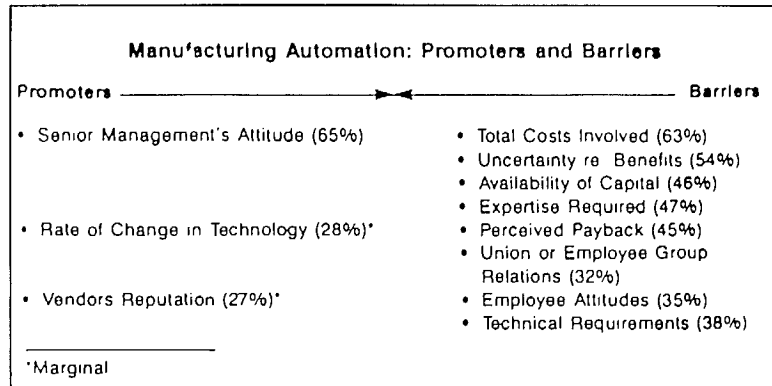 Manufacturing Automation: Promoters and Barriers
Promoters Barriers
• Senior Management's Attitude (65%)
• Rate of Change in Technology (28%)*
• Vendors Reputation (27%)*
• Total Costs Involved (63%)
• Uncertainty re Benefits (54%)
• Availability of Capital (46%)
• Expertise Required (47%)
• Perceived Payback (45%)
• Union or Employee Group
Relations (32%)
• Employee Attitudes (35%)
• Technical Requirements (38%)
*Marginal